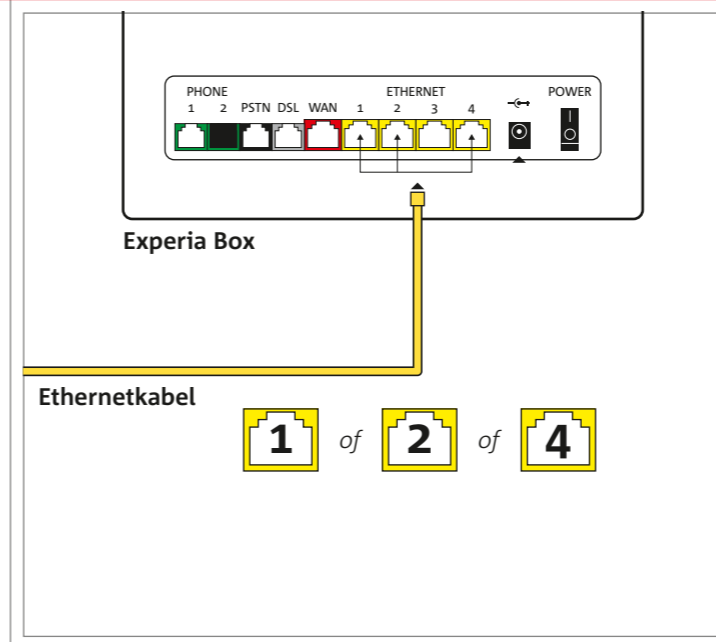 PHONE ETHERNET POWER
1 2 PSTN DSL WAN 1 2 3 4
Experia Box
Ethernetkabel
1 of 2 of 4